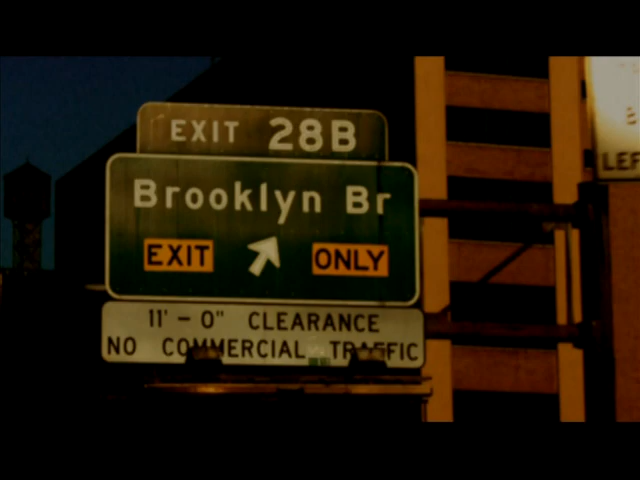 EXIT 28B
Brooklyn Br
EXIT ONLY
11' - 0" CLEARANCE
NO COMMERCIAL TRAFFIC